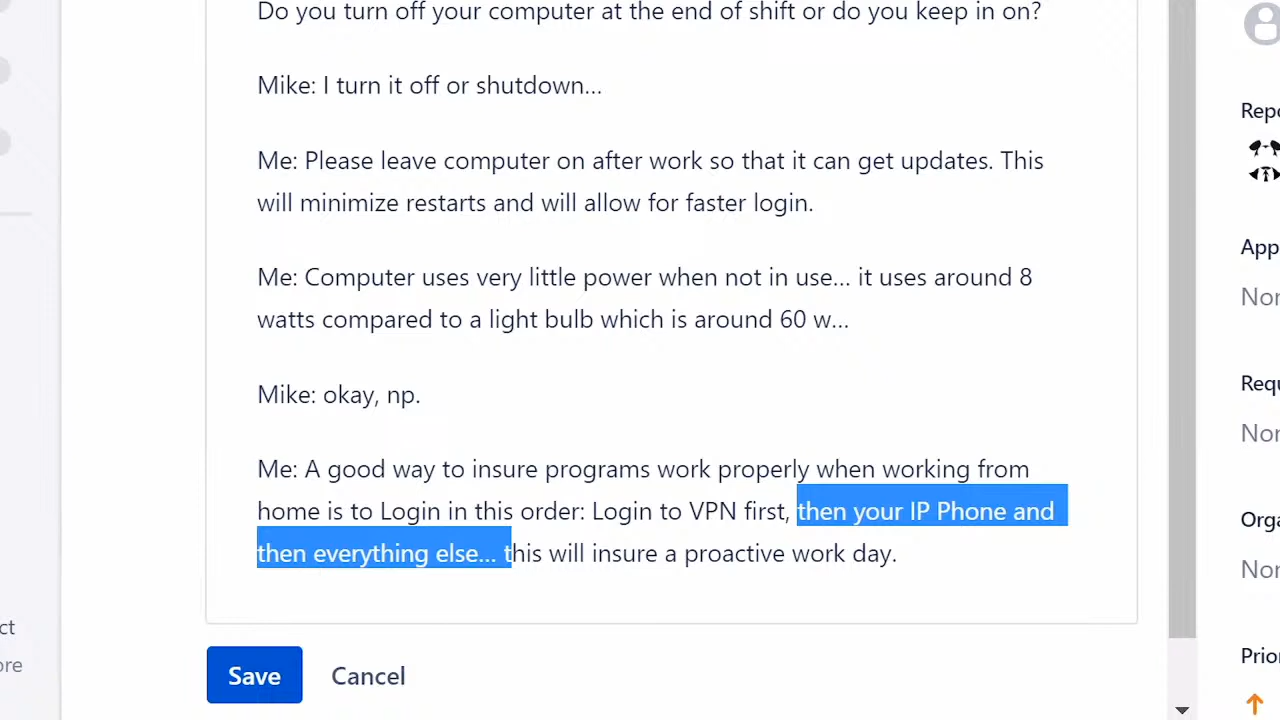 Do you turn off your computer at the end of shift or do you keep in on?
Mike: I turn it off or shutdown...
Me: Please leave computer on after work so that it can get updates. This
will minimize restarts and will allow for faster login.
Me: Computer uses very little power when not in use... it uses around 8
watts compared to a light bulb which is around 60 w...
Mike: okay, np.
Me: A good way to insure programs work properly when working from
home is to Login in this order: Login to VPN first, then your IP Phone and
then everything else... this will insure a proactive work day.
Save Cancel
ct
ore
Repo
App
Nor
Requ
Nor
Orga
Nor
Prior